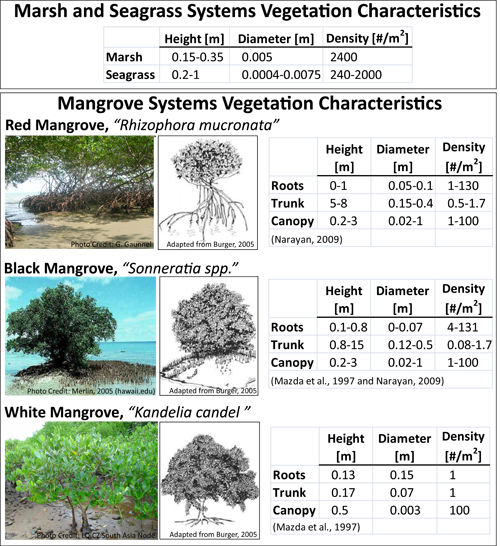 Marsh and Seagrass Systems Vegetation Characteristics
Height [m] Diameter [m] Density [#/m²]
Marsh 0.15-0.35 0.005 2400
Seagrass 0.2-1 0.0004-0.0075 240-2000
Mangrove Systems Vegetation Characteristics
Red Mangrove, “Rhizophora mucronata”
Photo Credit: G. Gaunnel
Adapted from Burger, 2005
Height [m] Diameter [m] Density [#/m²]
Roots 0-1 0.05-0.1 1-130
Trunk 5-8 0.15-0.4 0.5-1.7
Canopy 0.2-3 0.02-1 1-100
(Narayan, 2009)
Black Mangrove, “Sonneratia spp.”
Photo Credit: Merlin, 2005 (hawaii.edu)
Adapted from Burger, 2005
Height [m] Diameter [m] Density [#/m²]
Roots 0.1-0.8 0-0.07 4-131
Trunk 0.8-15 0.12-0.5 0.08-1.7
Canopy 0.2-3 0.02-1 1-100
(Mazda et al., 1997 and Narayan, 2009)
White Mangrove, “Kandelia candel ”
Photo Credit: South Asia Node
Adapted from Burger, 2005
Height [m] Diameter [m] Density [#/m²]
Roots 0.13 0.15 1
Trunk 0.17 0.07 1
Canopy 0.5 0.003 100
(Mazda et al., 1997)